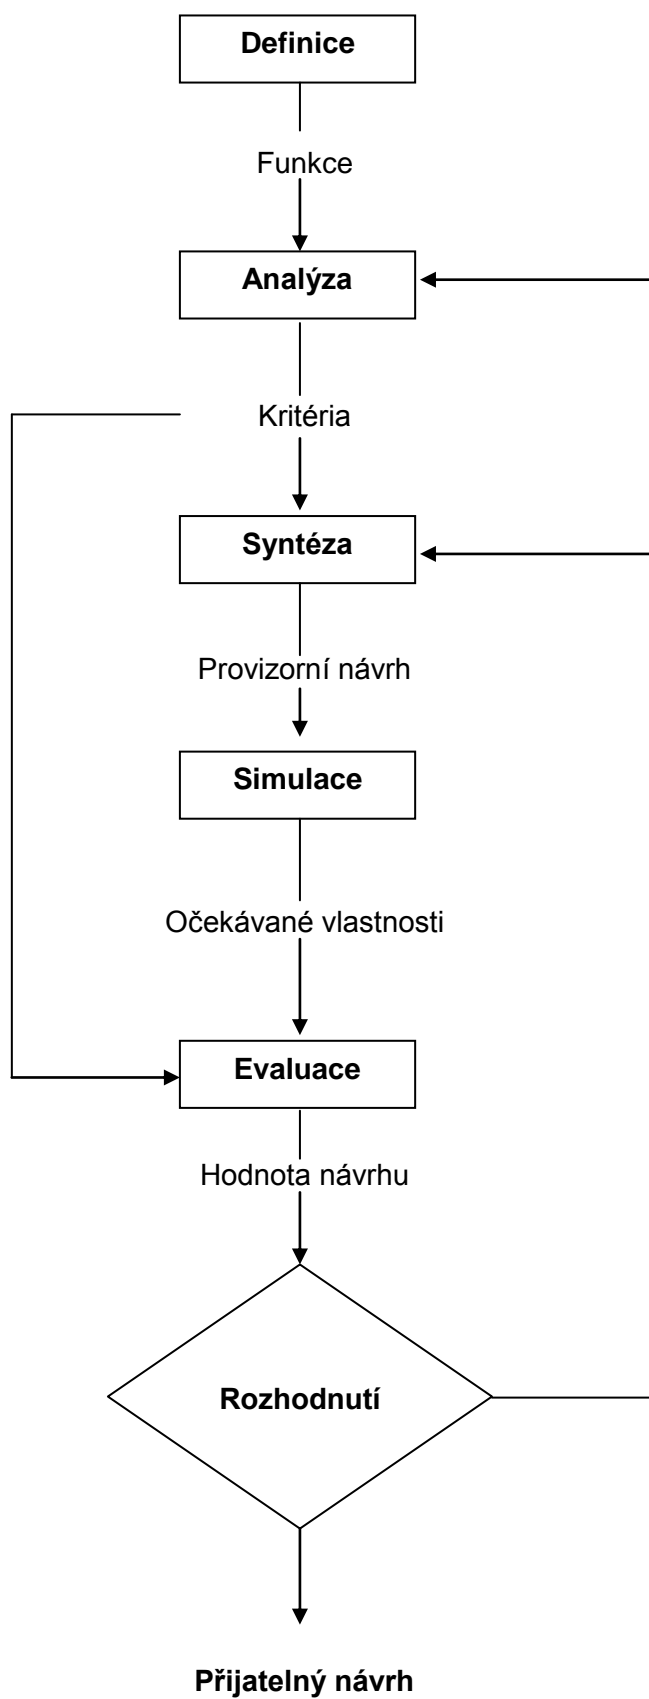 Definice
Funkce
Analýza
Kritéria
Syntéza
Provizorní návrh
Simulace
Očekávané vlastnosti
Evaluace
Hodnota návrhu
Rozhodnutí
Přijatelný návrh